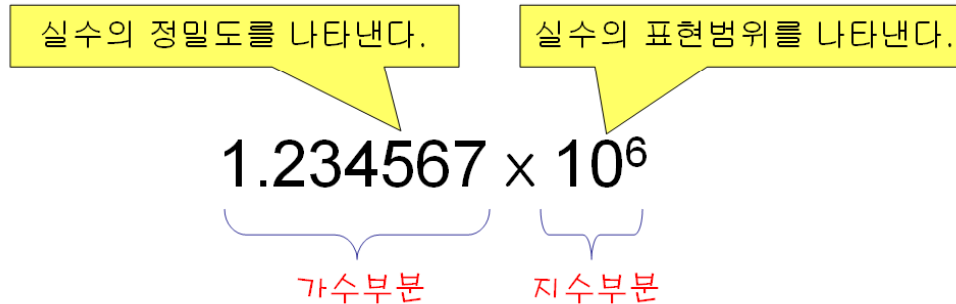 실수의 정밀도를 나타낸다.
실수의 표현범위를 나타낸다.
1.234567 x 10⁶
가수부분
지수부분